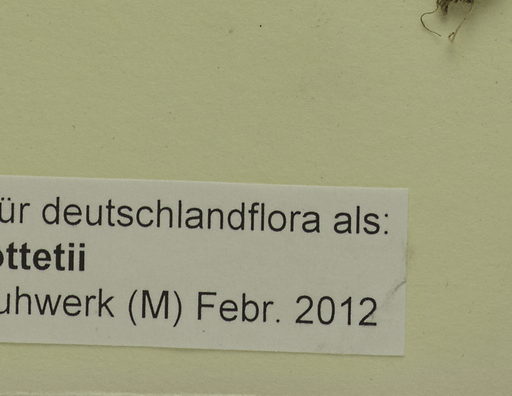 ür deutschlandflora als:
ottetii
uhwerk (M) Febr. 2012